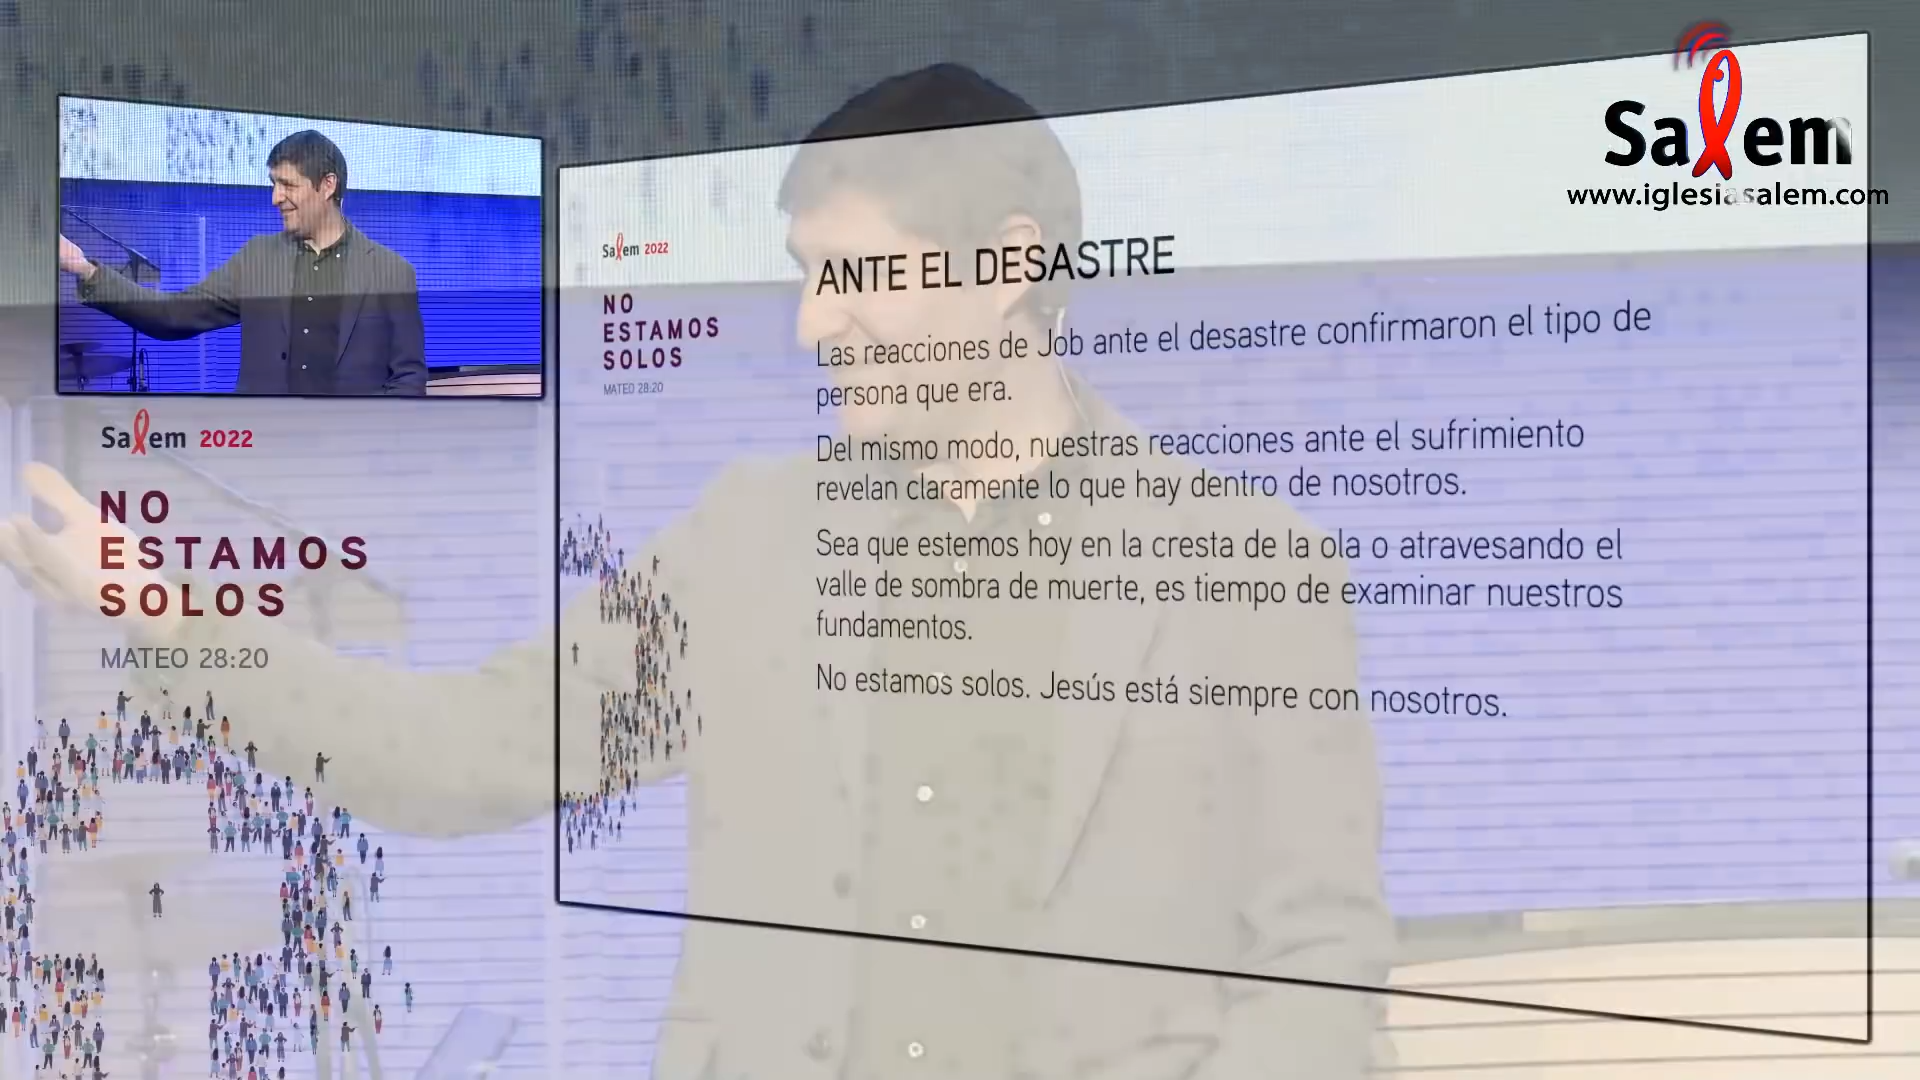 Salem
www.iglesiasalem.com
Salem 2022
NO
ESTAMOS
SOLOS
MATEO 28:20
Salem 2022
NO
ESTAMOS
SOLOS
MATEO 28:20
ANTE EL DESASTRE
Las reacciones de Job ante el desastre confirmaron el tipo de
persona que era.
Del mismo modo, nuestras reacciones ante el sufrimiento
revelan claramente lo que hay dentro de nosotros.
Sea que estemos hoy en la cresta de la ola o atravesando el
valle de sombra de muerte, es tiempo de examinar nuestros
fundamentos.
No estamos solos. Jesús está siempre con nosotros.